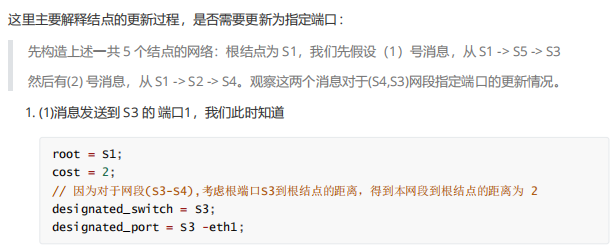 这里主要解释结点的更新过程，是否需要更新为指定端口：
先构造上述一共 5 个结点的网络：根结点为 S1，我们先假设（1）号消息，从 S1 -> S5 -> S3
然后有(2) 号消息，从 S1 -> S2 -> S4。观察这两个消息对于(S4,S3)网段指定端口的更新情况。
1. (1)消息发送到 S3 的 端口1，我们此时知道
root = S1;
cost = 2;
// 因为对于网段(S3-S4),考虑根端口S3到根结点的距离，得到本网段到根结点的距离为 2
designated_switch = S3;
designated_port = S3 -eth1;